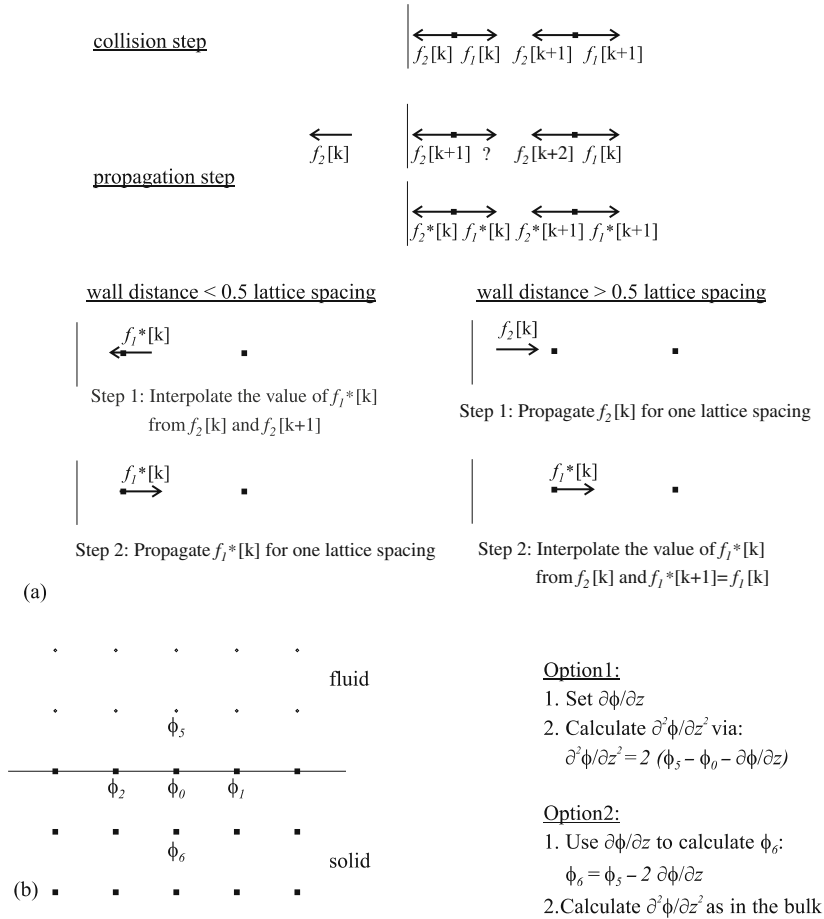 collision step
f₂[k] f₁[k] f₂[k+1] f₁[k+1]
f₂[k] f₂[k+1] ? f₂[k+2] f₁[k]
propagation step
f₂*[k] f₁*[k] f₂*[k+1] f₁*[k+1]
wall distance < 0.5 lattice spacing
f₁*[k]
Step 1: Interpolate the value of f₁*[k]
from f₂[k] and f₂[k+1]
f₁*[k]
Step 2: Propagate f₁*[k] for one lattice spacing
wall distance > 0.5 lattice spacing
f₂[k]
Step 1: Propagate f₂[k] for one lattice spacing
f₁*[k]
Step 2: Interpolate the value of f₁*[k]
from f₂[k] and f₁*[k+1]= f₁[k]
(a)
fluid
ϕ₅
ϕ₂ ϕ₀ ϕ₁
ϕ₆
solid
(b)
Option1:
1. Set ∂ϕ/∂z
2. Calculate ∂²ϕ/∂z² via:
∂²ϕ/∂z² = 2 (ϕ₅ – ϕ₀ – ∂ϕ/∂z)
Option2:
1. Use ∂ϕ/∂z to calculate ϕ₆:
ϕ₆ = ϕ₅ – 2 ∂ϕ/∂z
2.Calculate ∂²ϕ/∂z² as in the bulk